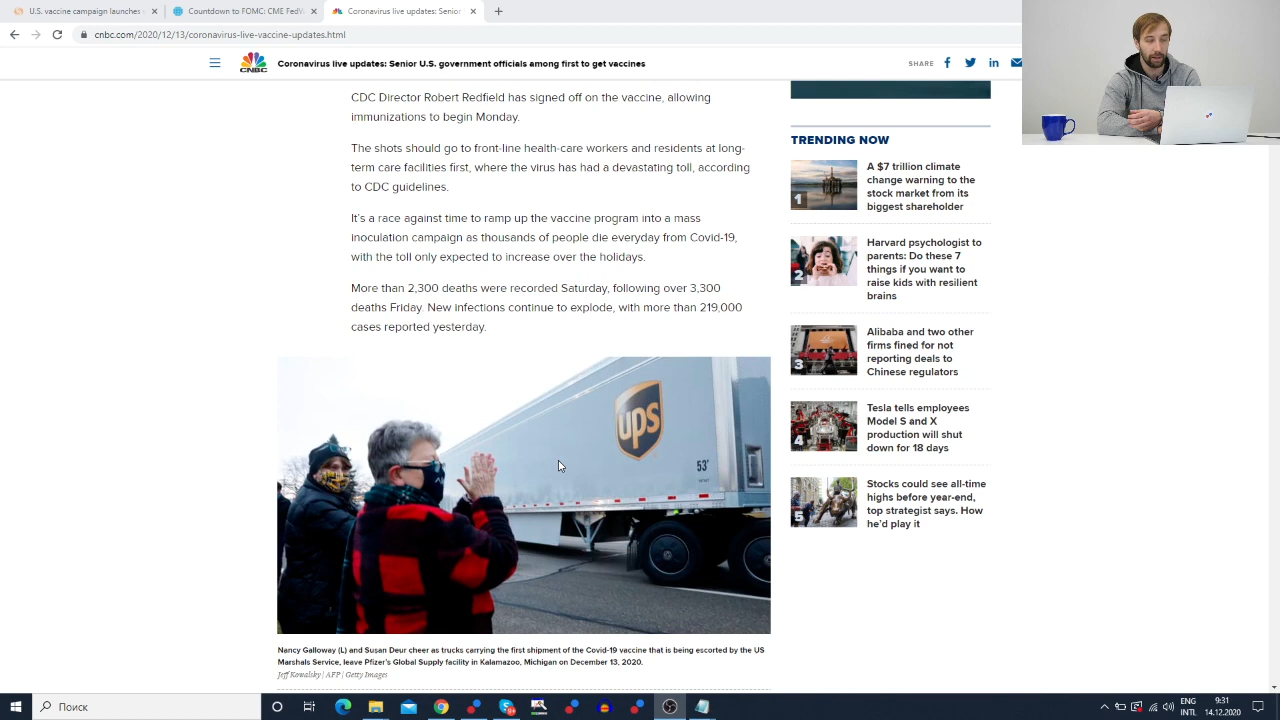 U.S. vaccine campaign launches
Countdown to FOMC: CME FedW
Coronavirus live updates: Senior
cnbc.com/2020/12/13/coronavirus-live-vaccine-updates.html
CNBC
Coronavirus live updates: Senior U.S. government officials among first to get vaccines
SHARE
CDC Director Robert Redfield has signed off on the vaccine, allowing
immunizations to begin Monday.
The shots should go to front-line health-care workers and residents at long-
term care facilities first, where the virus has had a devastating toll, according
to CDC guidelines.
It's a race against time to ramp up the vaccine program into a mass
inoculation campaign as thousands of people die everyday from Covid-19,
with the toll only expected to increase over the holidays.
More than 2,300 deaths were recorded Saturday, following over 3,300
deaths Friday. New infections continue to explode, with more than 219,000
cases reported yesterday.
ups
53'
Nancy Galloway (L) and Susan Deur cheer as trucks carrying the first shipment of the Covid-19 vaccine that is being escorted by the US
Marshals Service, leave Pfizer's Global Supply facility in Kalamazoo, Michigan on December 13, 2020.
Jeff Kowalsky | AFP | Getty Images
TRENDING NOW
1
A $7 trillion climate
change warning to the
stock market from its
biggest shareholder
2
Harvard psychologist to
parents: Do these 7
things if you want to
raise kids with resilient
brains
3
Alibaba and two other
firms fined for not
reporting deals to
Chinese regulators
4
Tesla tells employees
Model S and X
production will shut
down for 18 days
5
Stocks could see all-time
highs before year-end,
top strategist says. How
he'd play it
Поиск
ENG
INTL
9:31
14.12.2020